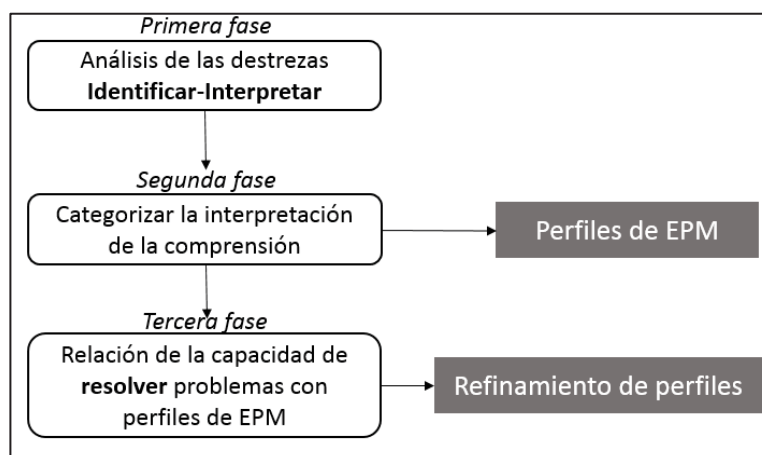 Primera fase
Análisis de las destrezas
Identificar-Interpretar
Segunda fase
Categorizar la interpretación
de la comprensión
Perfiles de EPM
Tercera fase
Relación de la capacidad de
resolver problemas con
perfiles de EPM
Refinamiento de perfiles